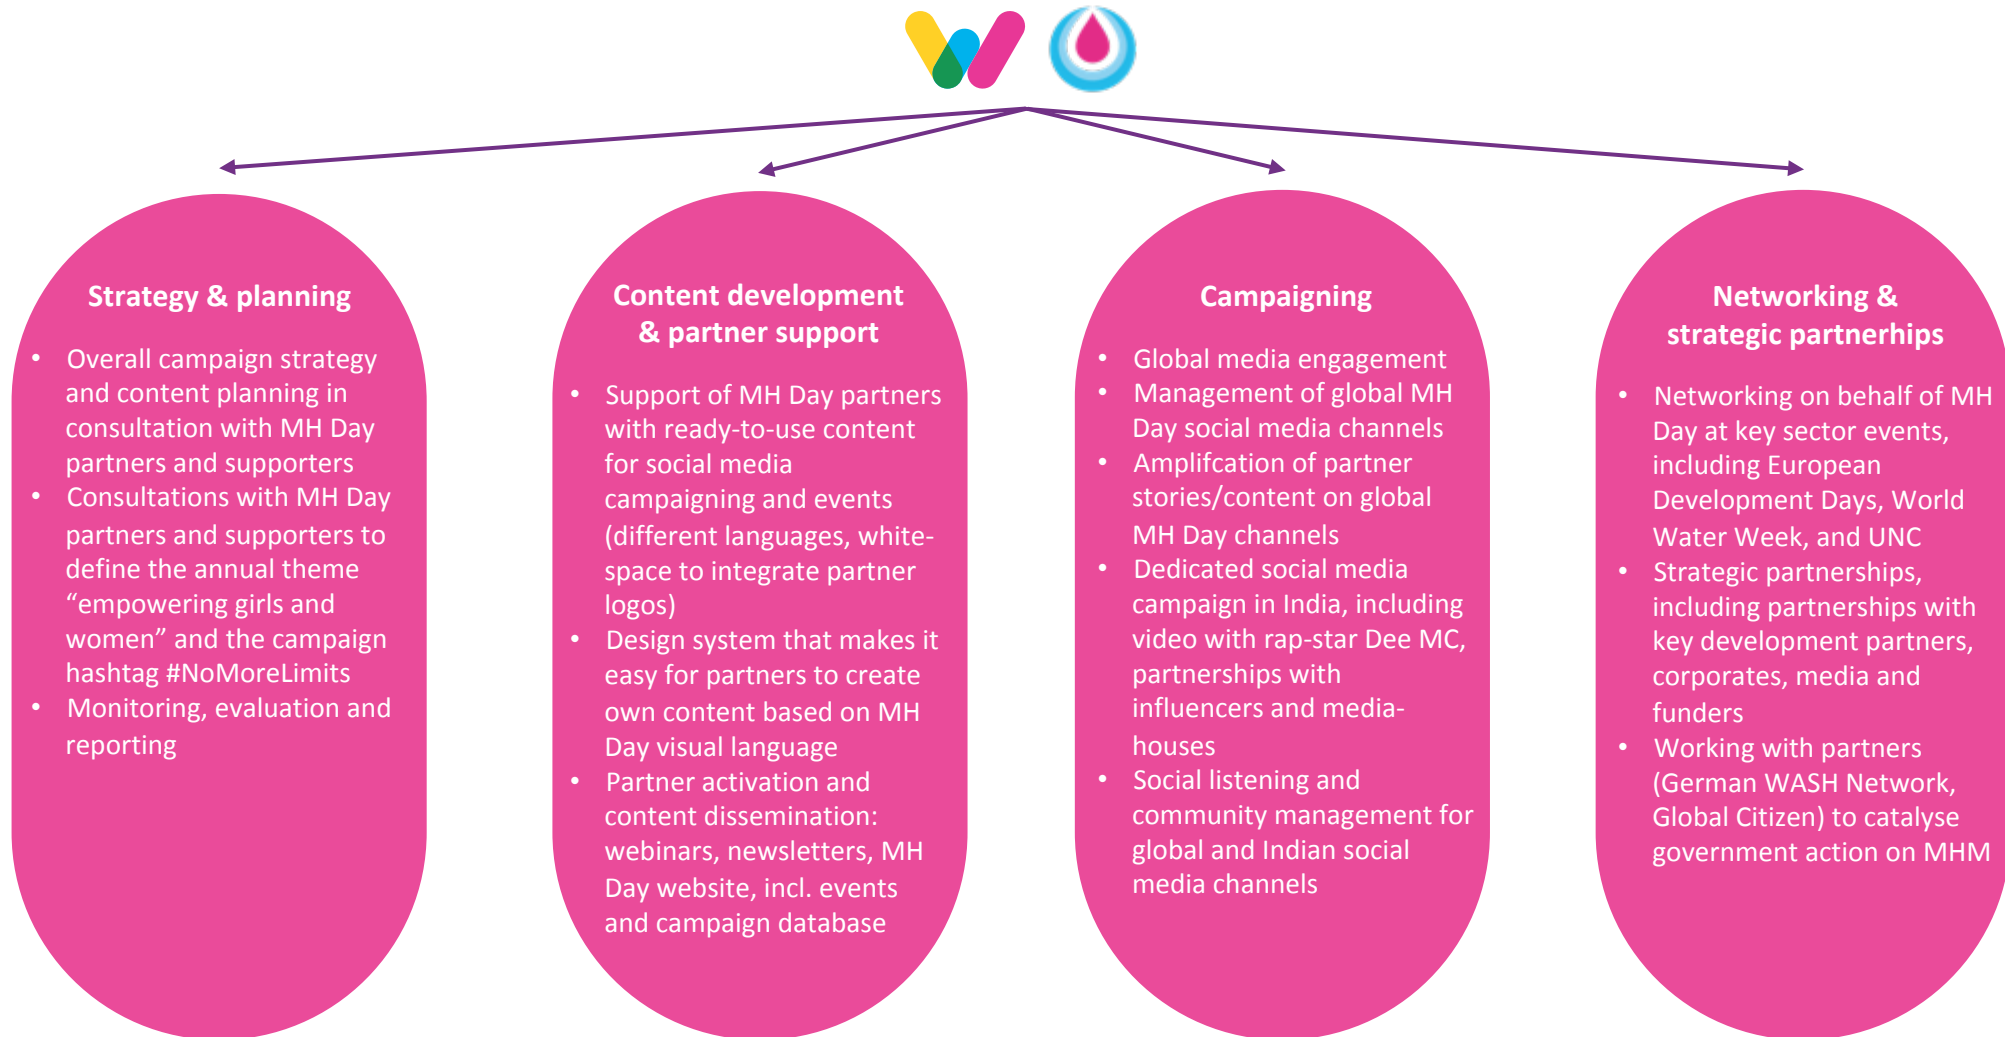 Strategy & planning
• Overall campaign strategy
and content planning in
consultation with MH Day
partners and supporters
• Consultations with MH Day
partners and supporters to
define the annual theme
“empowering girls and
women” and the campaign
hashtag #NoMoreLimits
• Monitoring, evaluation and
reporting
Content development
& partner support
• Support of MH Day partners
with ready-to-use content
for social media
campaigning and events
(different languages, white-
space to integrate partner
logos)
• Design system that makes it
easy for partners to create
own content based on MH
Day visual language
• Partner activation and
content dissemination:
webinars, newsletters, MH
Day website, incl. events
and campaign database
Campaigning
• Global media engagement
• Management of global MH
Day social media channels
• Amplifcation of partner
stories/content on global
MH Day channels
• Dedicated social media
campaign in India, including
video with rap-star Dee MC,
partnerships with
influencers and media-
houses
• Social listening and
community management for
global and Indian social
media channels
Networking &
strategic partnerhips
• Networking on behalf of MH
Day at key sector events,
including European
Development Days, World
Water Week, and UNC
• Strategic partnerships,
including partnerships with
key development partners,
corporates, media and
funders
• Working with partners
(German WASH Network,
Global Citizen) to catalyse
government action on MHM